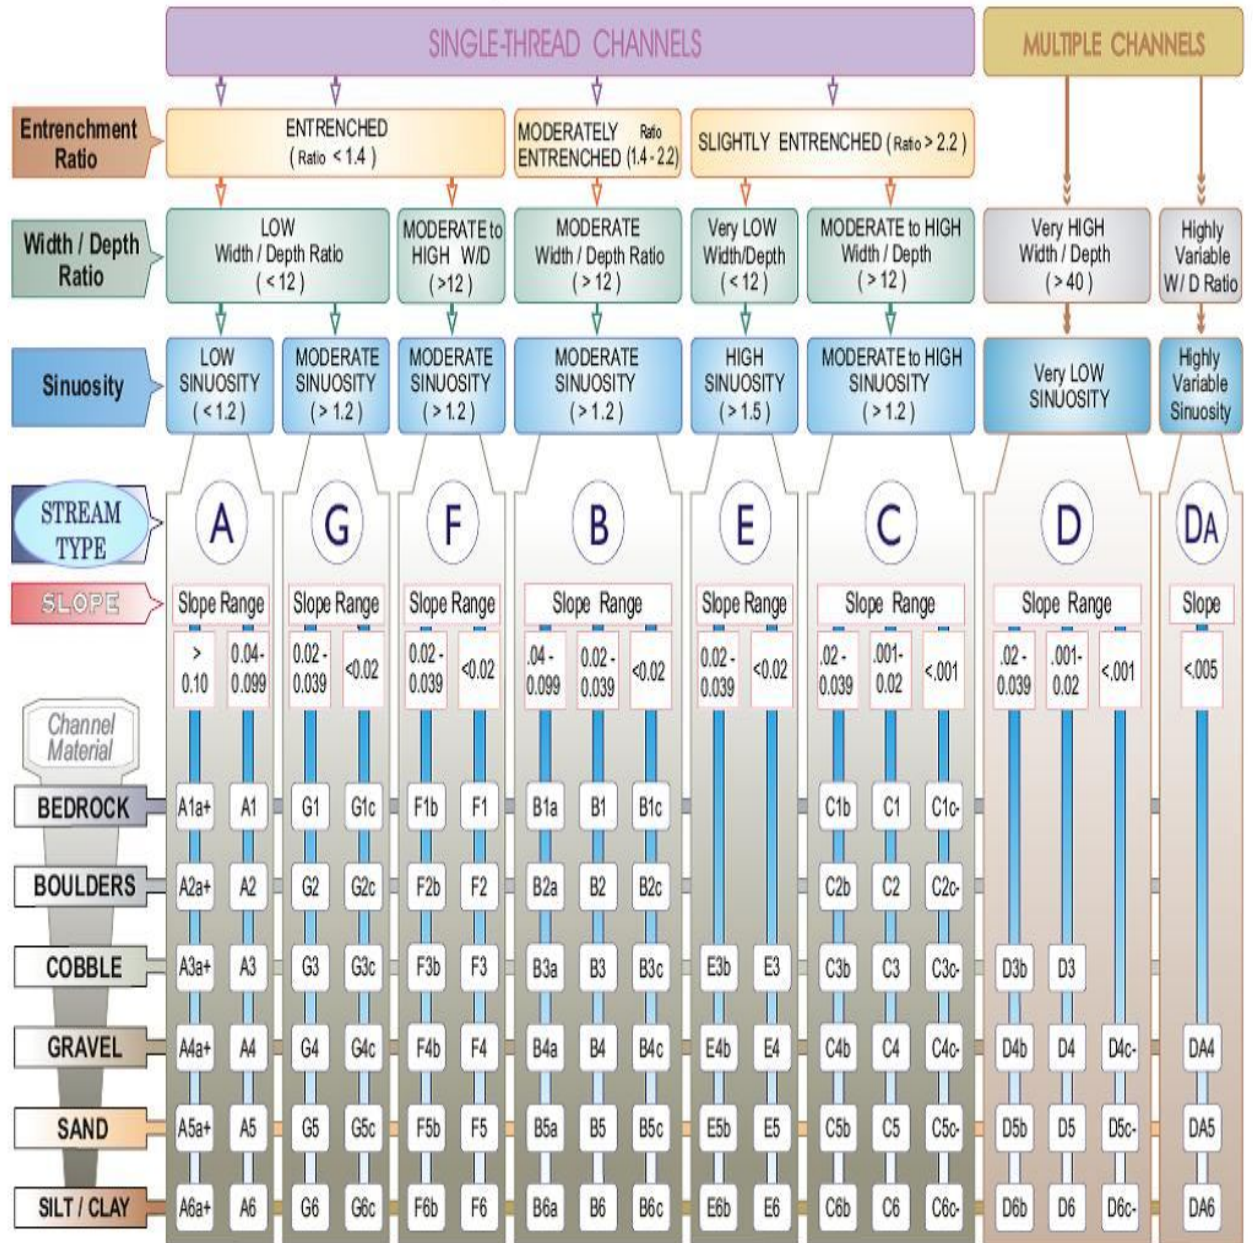 SINGLE-THREAD CHANNELS
MULTIPLE CHANNELS
Entrenchment
Ratio
ENTRENCHED
( Ratio < 1.4 )
MODERATELY Ratio
ENTRENCHED (1.4 - 2.2)
SLIGHTLY ENTRENCHED ( Ratio > 2.2 )
Width / Depth
Ratio
LOW
Width / Depth Ratio
( < 12 )
MODERATE to
HIGH W/D
( >12 )
MODERATE
Width / Depth Ratio
( > 12 )
Very LOW
Width/Depth
( < 12 )
MODERATE to HIGH
Width / Depth
( > 12 )
Very HIGH
Width / Depth
( > 40 )
Highly
Variable
W / D Ratio
Sinuosity
LOW
SINUOSITY
( < 1.2 )
MODERATE
SINUOSITY
( > 1.2 )
MODERATE
SINUOSITY
( > 1.2 )
MODERATE
SINUOSITY
( > 1.2 )
HIGH
SINUOSITY
( > 1.5 )
MODERATE to HIGH
SINUOSITY
( > 1.2 )
Very LOW
SINUOSITY
Highly
Variable
Sinuosity
STREAM
TYPE
A G F B E C D DA
SLOPE
Slope Range Slope Range Slope Range Slope Range Slope Range Slope Range Slope Range Slope
>
0.10
0.04-
0.099
0.02 -
0.039
<0.02
0.02 -
0.039
<0.02
.04 -
0.099
0.02 -
0.039
<0.02
0.02 -
0.039
<0.02
.02 -
0.039
.001-
0.02
<.001
.02 -
0.039
.001-
0.02
<.001
<.005
Channel
Material
BEDROCK A1a+ A1 G1 G1c F1b F1 B1a B1 B1c C1b C1 C1c-
BOULDERS A2a+ A2 G2 G2c F2b F2 B2a B2 B2c C2b C2 C2c-
COBBLE A3a+ A3 G3 G3c F3b F3 B3a B3 B3c E3b E3 C3b C3 C3c- D3b D3
GRAVEL A4a+ A4 G4 G4c F4b F4 B4a B4 B4c E4b E4 C4b C4 C4c- D4b D4 D4c- DA4
SAND A5a+ A5 G5 G5c F5b F5 B5a B5 B5c E5b E5 C5b C5 C5c- D5b D5 D5c- DA5
SILT / CLAY A6a+ A6 G6 G6c F6b F6 B6a B6 B6c E6b E6 C6b C6 C6c- D6b D6 D6c- DA6